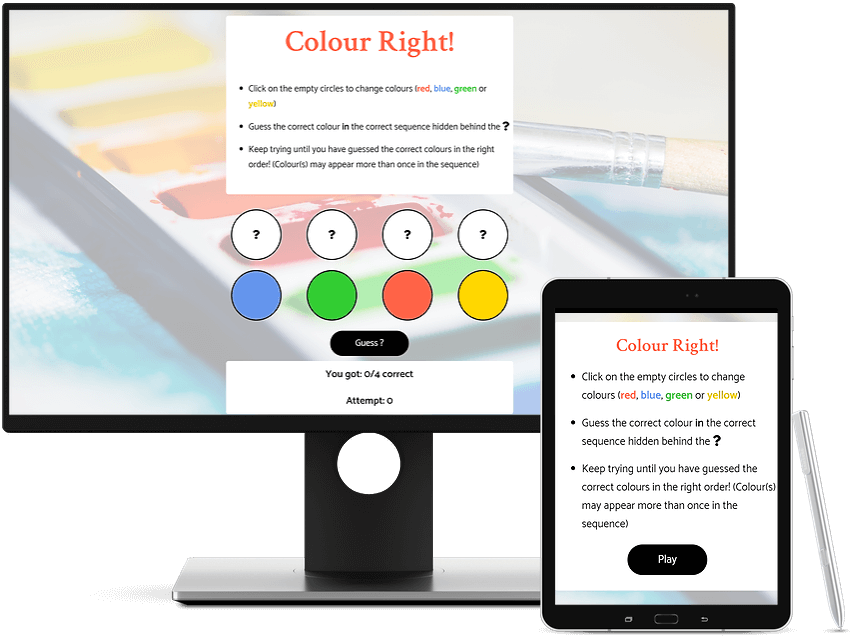 Colour Right!
Click on the empty circles to change colours (red, blue, green or
yellow)
Guess the correct colour in the correct sequence hidden behind the ?
Keep trying until you have guessed the correct colours in the right
order! (Colour(s) may appear more than once in the sequence)
? ? ? ?
Guess ?
You got: 0/4 correct
Attempt: 0
Colour Right!
Click on the empty circles to change
colours (red, blue, green or yellow)
Guess the correct colour in the correct
sequence hidden behind the ?
Keep trying until you have guessed the
correct colours in the right order! (Colour(s)
may appear more than once in the
sequence)
Play